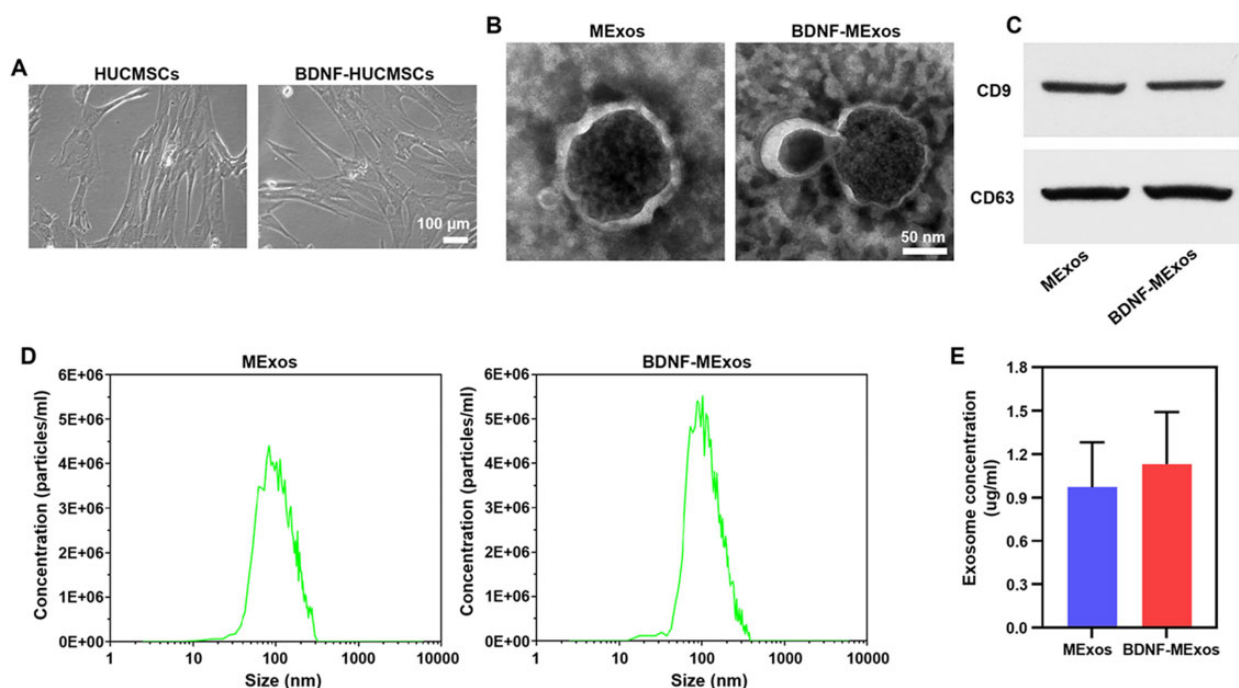 A
HUCMSCs
BDNF-HUCMSCs
100 µm
B
MExos
BDNF-MExos
50 nm
C
CD9
CD63
MExos
BDNF-MExos
D
MExos
Concentration (particles/ml)
6E+06
5E+06
4E+06
3E+06
2E+06
1E+06
0E+00
1
10
100
1000
10000
Size (nm)
BDNF-MExos
Concentration (particles/ml)
6E+06
5E+06
4E+06
3E+06
2E+06
1E+06
0E+00
1
10
100
1000
10000
Size (nm)
E
Exosome concentration
(ug/ml)
1.8
1.5
1.2
0.9
0.6
0.3
0.0
MExos
BDNF-MExos